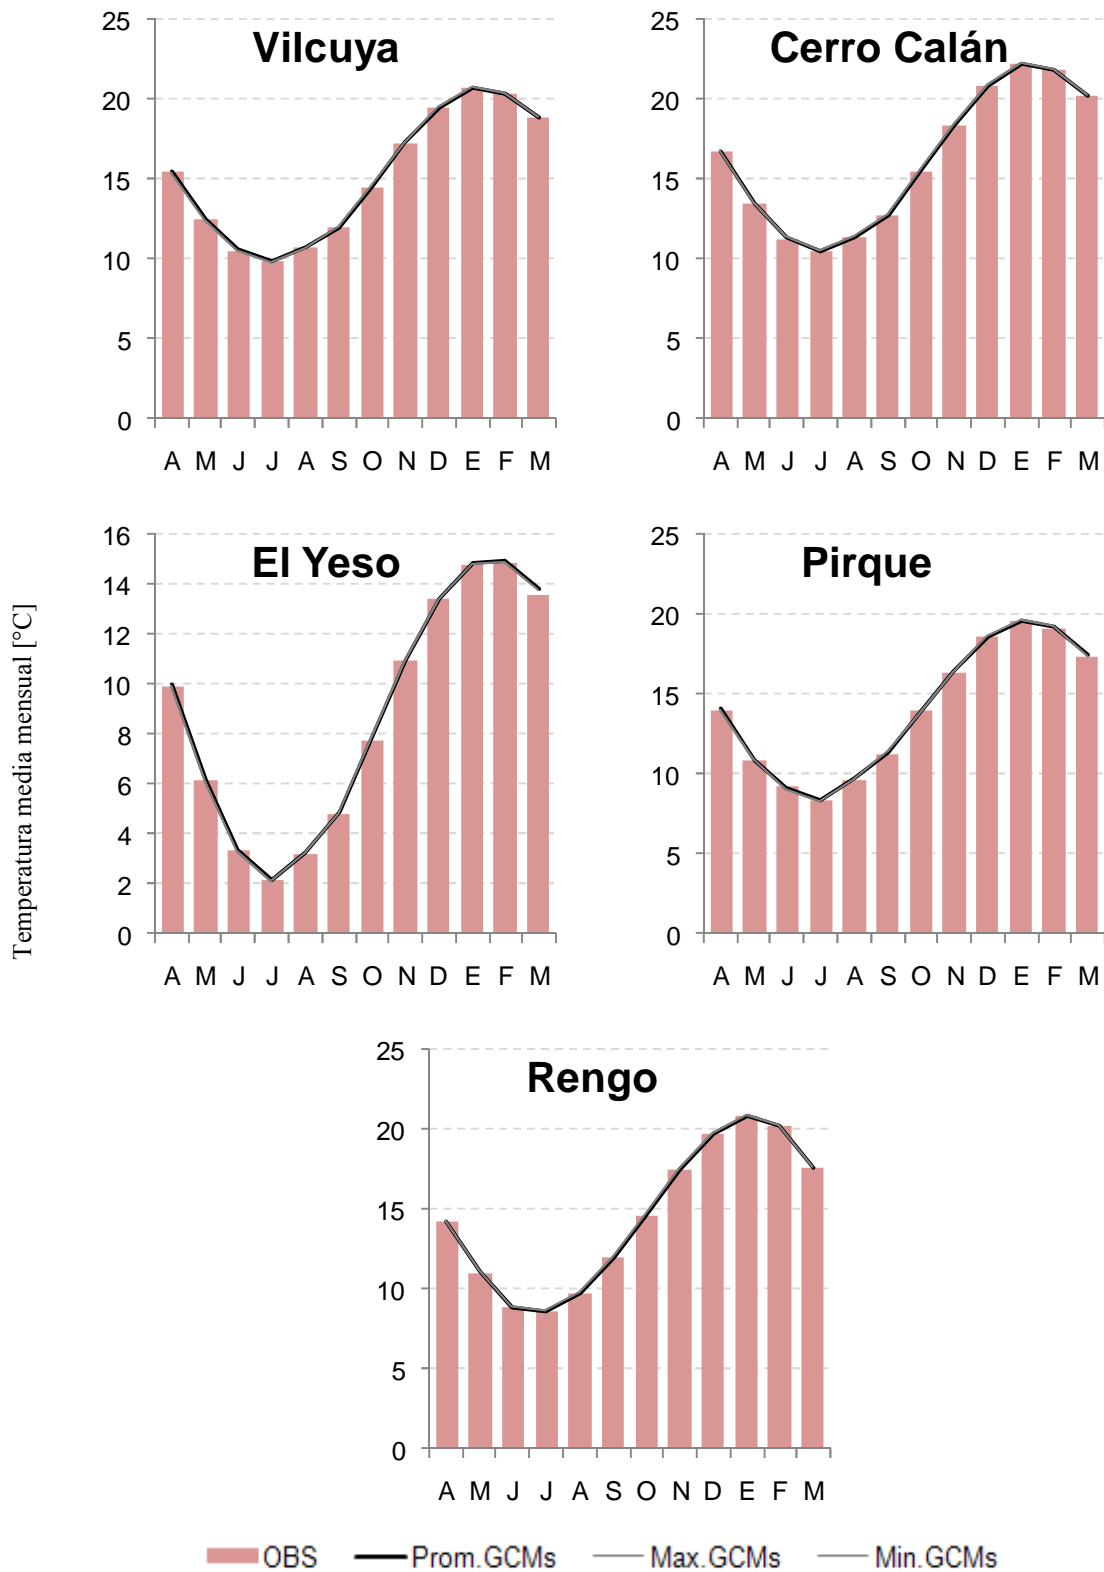 Vilcuya
25
20
15
10
5
0
A M J J A S O N D E F M
Cerro Calán
25
20
15
10
5
0
A M J J A S O N D E F M
Temperatura media mensual [°C]
El Yeso
16
14
12
10
8
6
4
2
0
A M J J A S O N D E F M
Pirque
25
20
15
10
5
0
A M J J A S O N D E F M
Rengo
25
20
15
10
5
0
A M J J A S O N D E F M
OBS Prom.GCMs Max.GCMs Min.GCMs